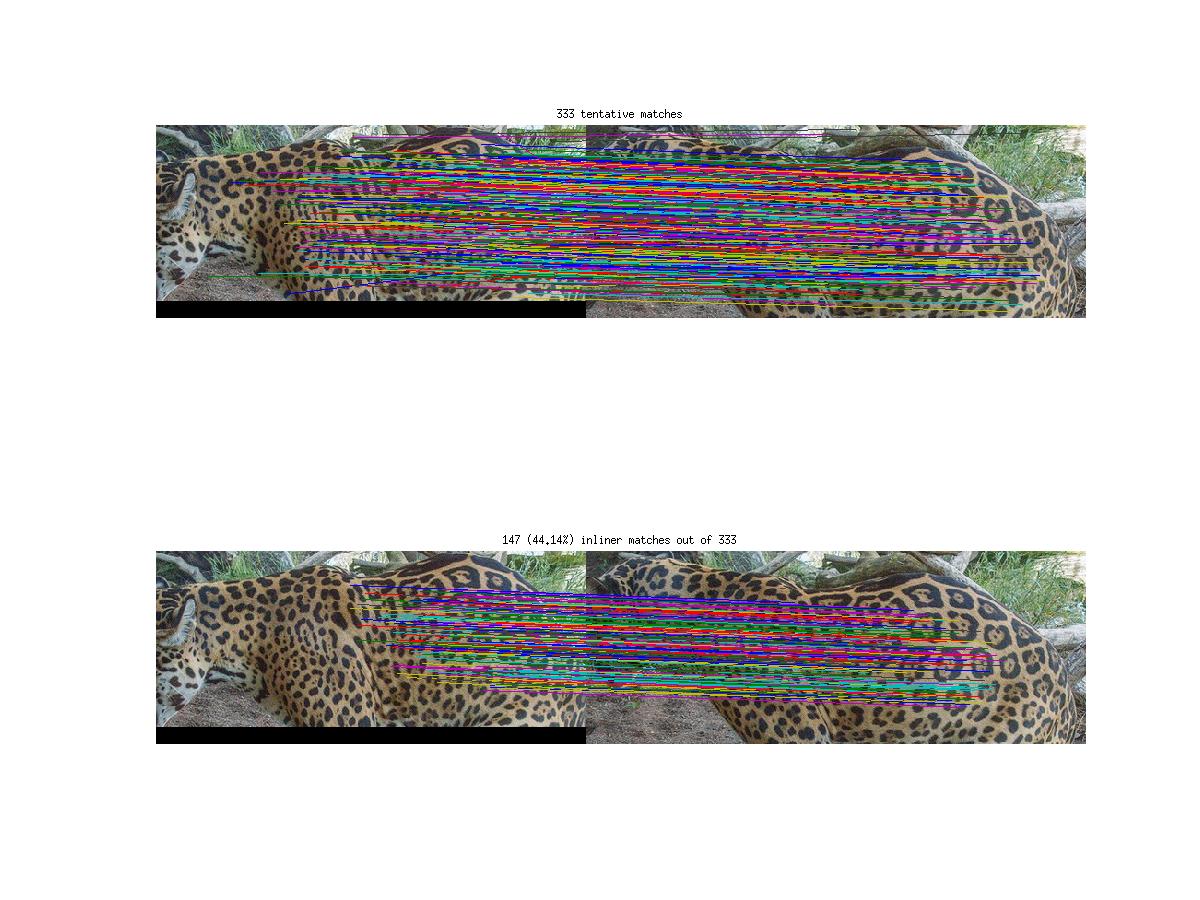 333 tentative matches
147 (44.14%) inliner matches out of 333